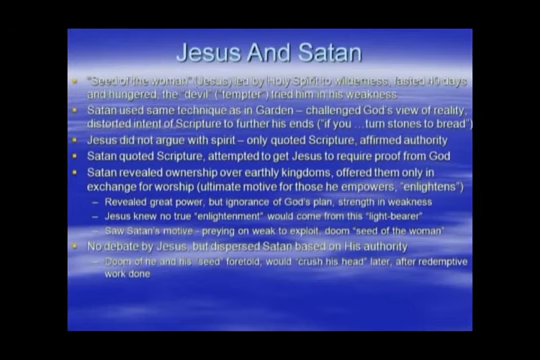 Jesus And Satan
"Seed of the woman" (Jesus) led by Holy Spirit to wilderness, fasted 40 days
and hungered, the "devil" ("tempter") tried him in his weakness
Satan used same technique as in Garden – challenged God's view of reality,
distorted intent of Scripture to further his ends ("if you ...turn stones to bread")
Jesus did not argue with spirit – only quoted Scripture, affirmed authority
Satan quoted Scripture, attempted to get Jesus to require proof from God
Satan revealed ownership over earthly kingdoms, offered them only in
exchange for worship (ultimate motive for those he empowers, "enlightens")
– Revealed great power, but ignorance of God's plan, strength in weakness
– Jesus knew no true "enlightenment" would come from this "light-bearer"
– Saw Satan's motive – preying on weak to exploit, doom "seed of the woman"
No debate by Jesus, but dispersed Satan based on His authority
– Doom of he and his "seed" foretold, would "crush his head" later, after redemptive
work done